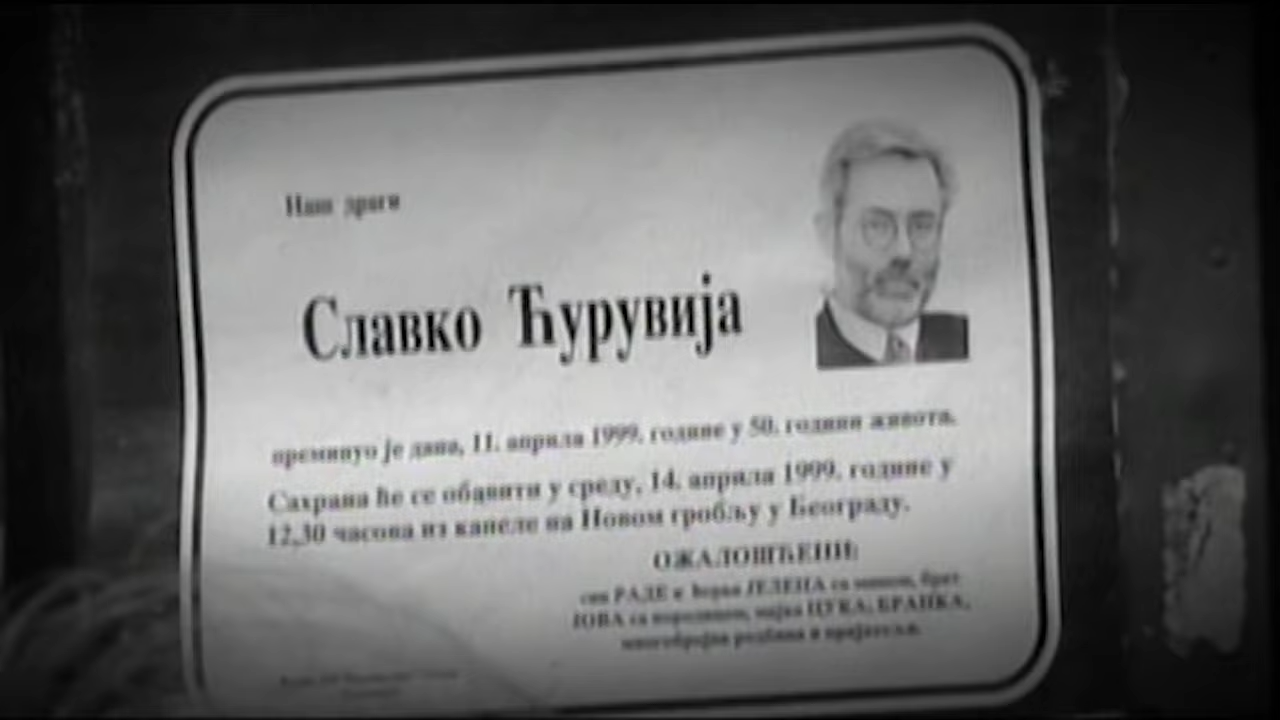 Наш драги
Славко Ћурувија
преминуо је дана, 11. априла 1999. године у 50. години живота.
Сахрана ће се обавити у среду, 14. априла 1999. године у
12,30 часова из капеле на Новом гробљу у Београду.
ОЖАЛОШЋЕНИ:
син РАДЕ и ћерка ЈЕЛЕНА са мајком, брат
ЈОВА са породицом, мајка ЦУКА, БРАНКА,
многобројна родбина и пријатељи.